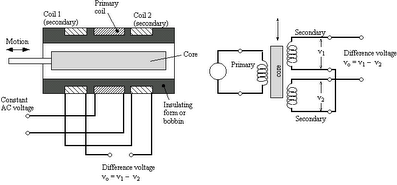 Coil 1
(secondary)
Primary
coil
Coil 2
(secondary)
Motion
Core
Constant
AC voltage
Insulating
form or
bobbin
Difference voltage
vₒ = v₁ − v₂
Secondary
Primary
core
v₁
Difference voltage
vₒ = v₁ − v₂
v₂
Secondary